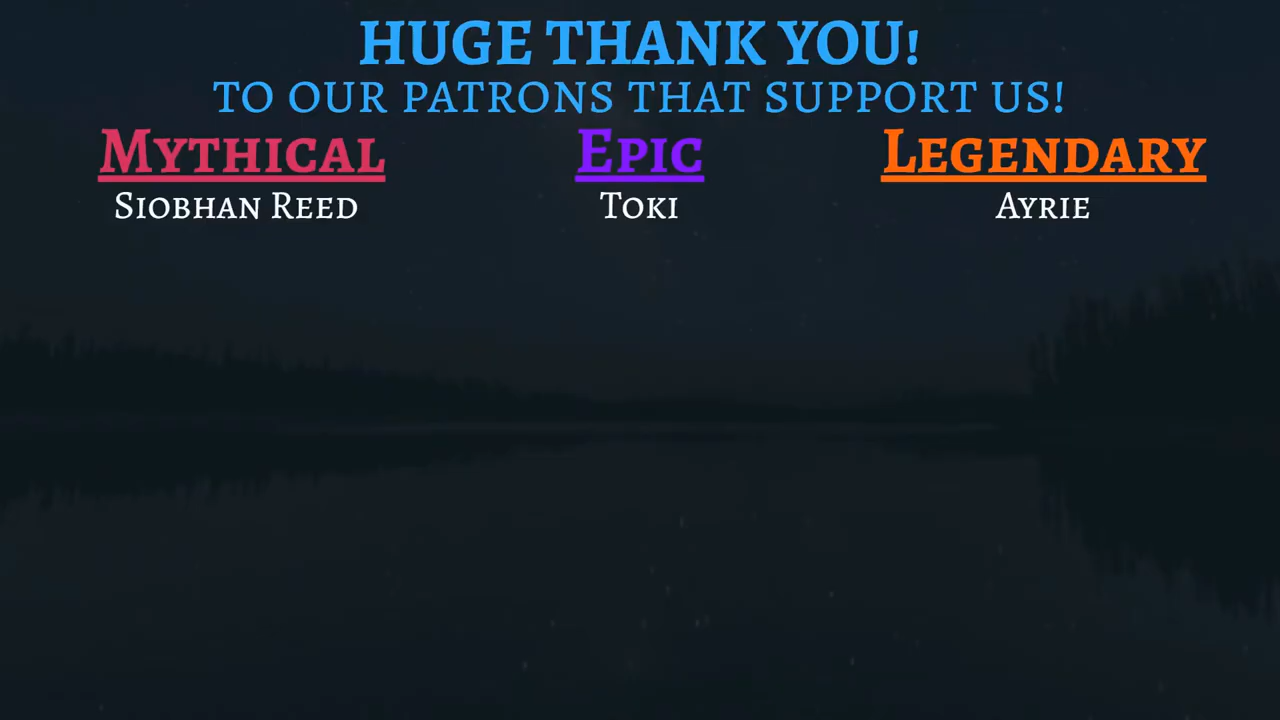 HUGE THANK YOU!
TO OUR PATRONS THAT SUPPORT US!
Mythical Epic Legendary
Siobhan Reed Toki Ayrie